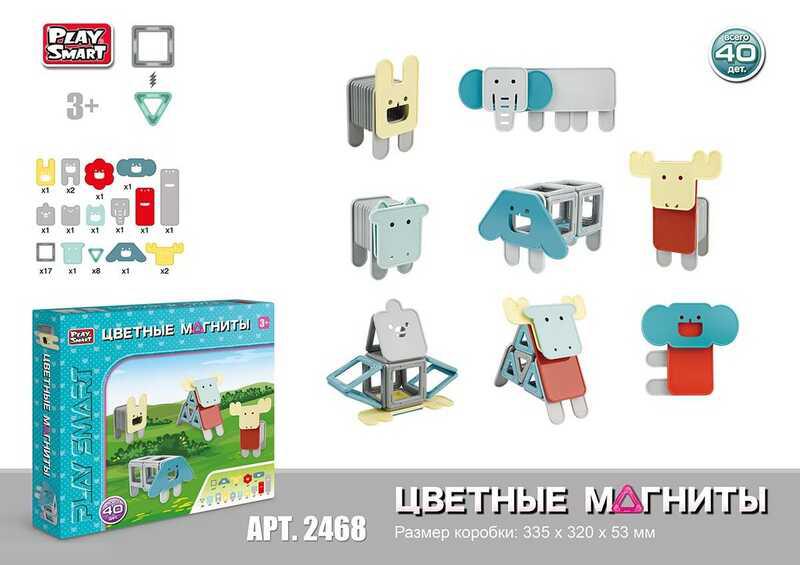 PLAY
SMART
3+
всего
40
дет.
x1 x2 x1 x1
x1 x1 x1 x1 x1 x1
x17 x1 x8 x1 x2
PLAY
SMART
ЦВЕТНЫЕ МАГНИТЫ
3+
ЦВЕТНЫЕ МАГНИТЫ
PLAY SMART
40
дет.
АРТ. 2468
ЦВЕТНЫЕ МАГНИТЫ
Размер коробки: 335 x 320 x 53 мм